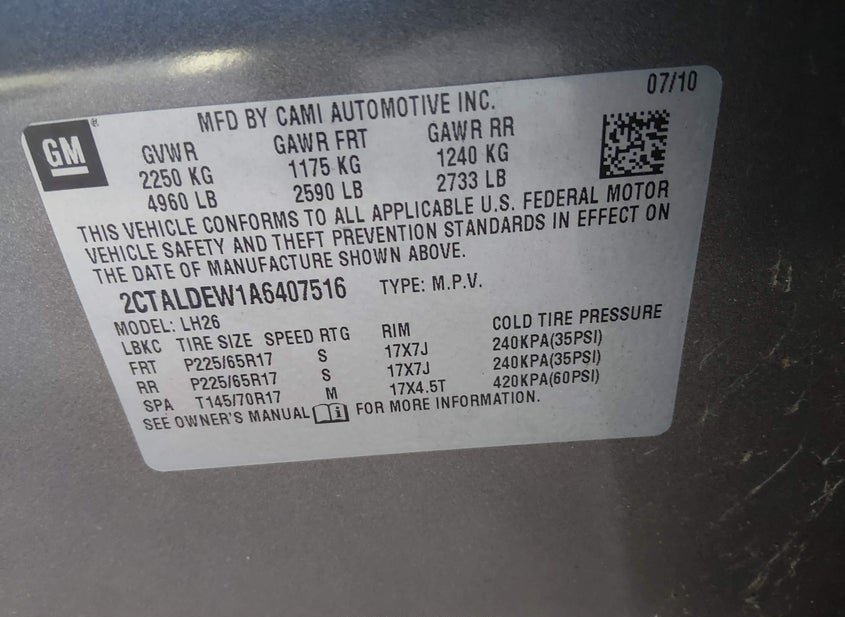 07/10
GM
MFD BY CAMI AUTOMOTIVE INC.
GVWR GAWR FRT GAWR RR
2250 KG 1175 KG 1240 KG
4960 LB 2590 LB 2733 LB
THIS VEHICLE CONFORMS TO ALL APPLICABLE U.S. FEDERAL MOTOR
VEHICLE SAFETY AND THEFT PREVENTION STANDARDS IN EFFECT ON
THE DATE OF MANUFACTURE SHOWN ABOVE.
2CTALDEW1A6407516 TYPE: M.P.V.
MODEL: LH26
LBKC TIRE SIZE SPEED RTG RIM COLD TIRE PRESSURE
FRT P225/65R17 S 17X7J 240KPA(35PSI)
RR P225/65R17 S 17X7J 240KPA(35PSI)
SPA T145/70R17 M 17X4.5T 420KPA(60PSI)
SEE OWNER'S MANUAL FOR MORE INFORMATION.